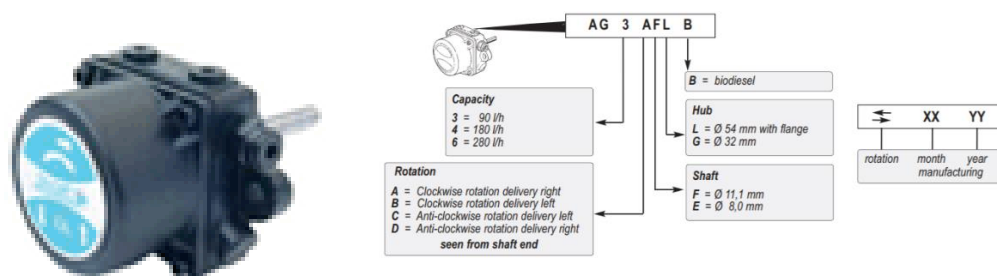 AG 3 AFL B
B = biodiesel
Capacity
3 = 90 l/h
4 = 180 l/h
6 = 280 l/h
Hub
L = Ø 54 mm with flange
G = Ø 32 mm
Rotation
A = Clockwise rotation delivery right
B = Clockwise rotation delivery left
C = Anti-clockwise rotation delivery left
D = Anti-clockwise rotation delivery right
seen from shaft end
Shaft
F = Ø 11,1 mm
E = Ø 8,0 mm
XX YY
rotation month year
manufacturing